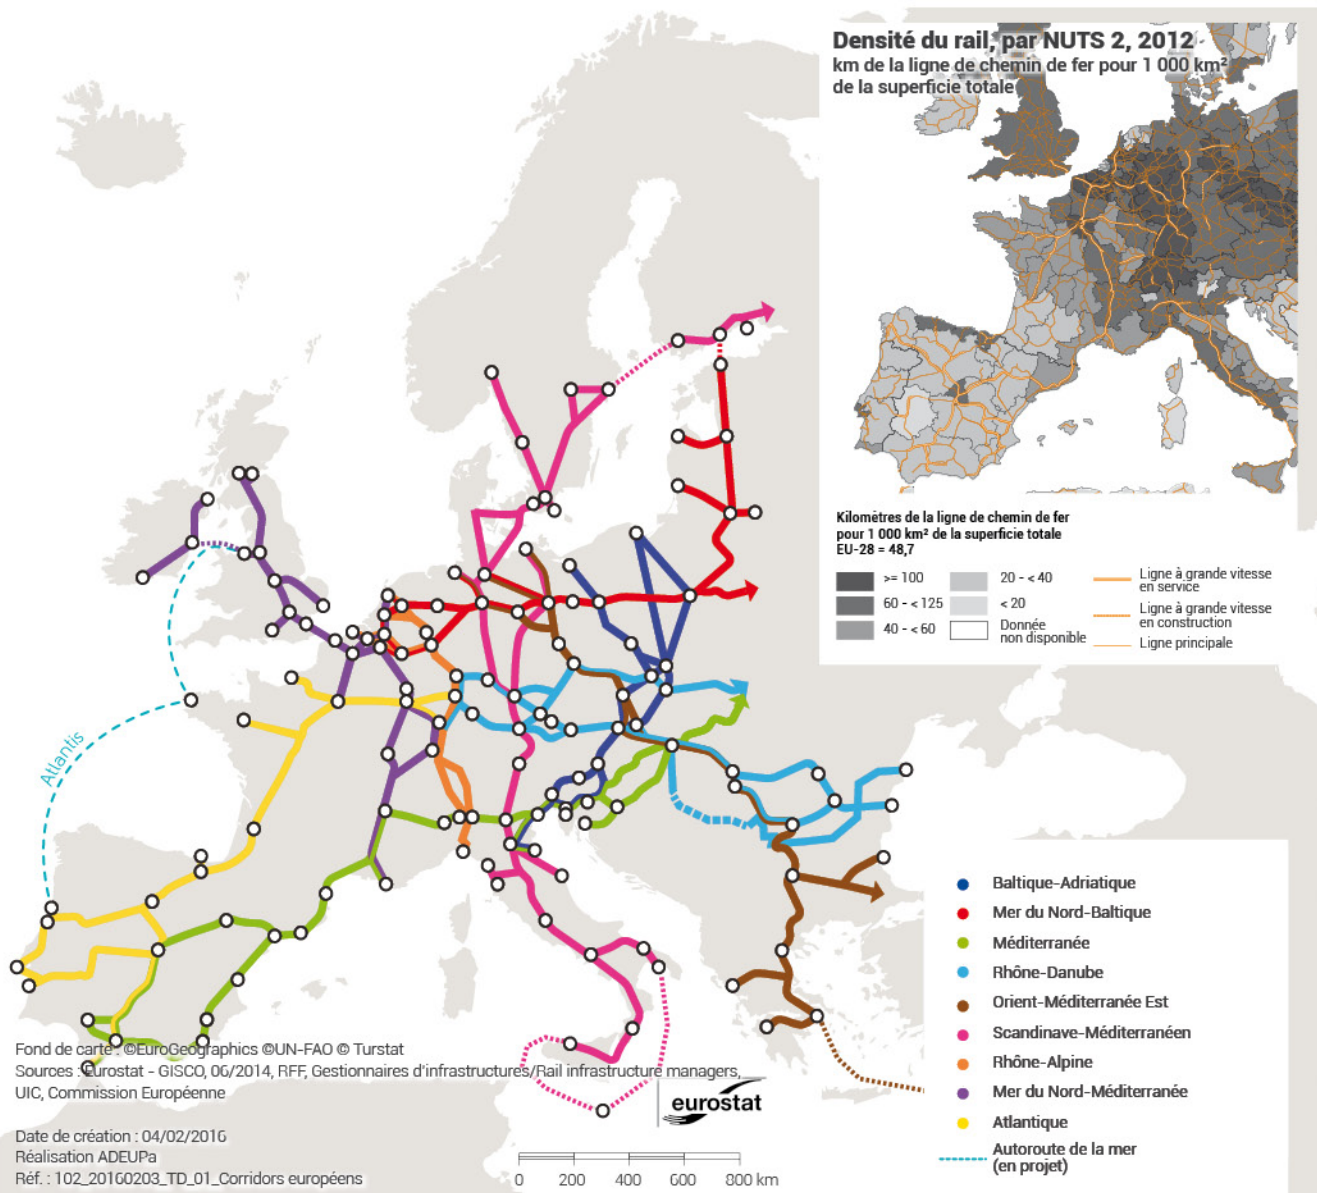 Densité du rail, par NUTS 2, 2012
km de la ligne de chemin de fer pour 1 000 km²
de la superficie totale
Kilomètres de la ligne de chemin de fer
pour 1 000 km² de la superficie totale
EU-28 = 48,7
>= 100
60 - < 125
40 - < 60
20 - < 40
< 20
Donnée
non disponible
Ligne à grande vitesse
en service
Ligne à grande vitesse
en construction
Ligne principale
Atlantis
Baltique-Adriatique
Mer du Nord-Baltique
Méditerranée
Rhône-Danube
Orient-Méditerranée Est
Scandinave-Méditerranéen
Rhône-Alpine
Mer du Nord-Méditerranée
Atlantique
Autoroute de la mer
(en projet)
Fond de carte : ©EuroGeographics ©UN-FAO © Turstat
Sources : Eurostat - GISCO, 06/2014, RFF, Gestionnaires d'infrastructures/Rail infrastructure managers,
UIC, Commission Européenne
eurostat
Date de création : 04/02/2016
Réalisation ADEUPa
Réf. : 102_20160203_TD_01_Corridors européens
0 200 400 600 800 km